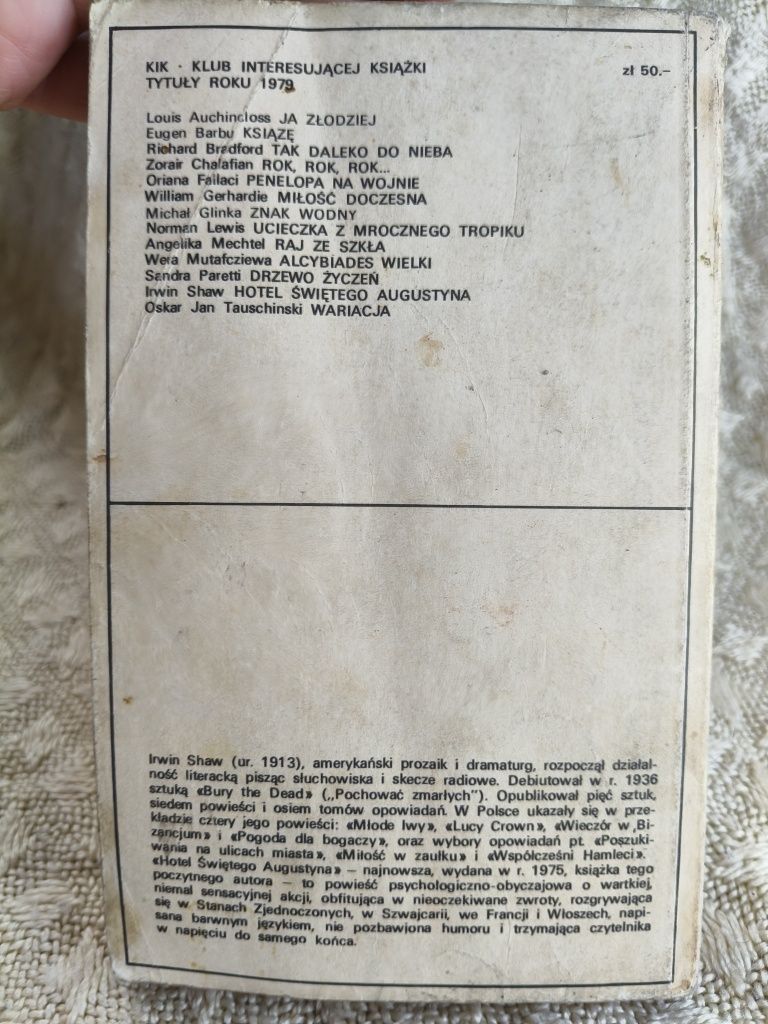 KIK · KLUB INTERESUJĄCEJ KSIĄŻKI zł 50.–
TYTUŁY ROKU 1979
Louis Auchincloss JA ZŁODZIEJ
Eugen Barbu KSIĄŻĘ
Richard Bradford TAK DALEKO DO NIEBA
Zorair Chalafian ROK, ROK, ROK...
Oriana Fallaci PENELOPA NA WOJNIE
William Gerhardie MIŁOŚĆ DOCZESNA
Michał Glinka ZNAK WODNY
Norman Lewis UCIECZKA Z MROCZNEGO TROPIKU
Angelika Mechtel RAJ ZE SZKŁA
Wera Mutafcziewa ALCYBIADES WIELKI
Sandra Paretti DRZEWO ŻYCZEŃ
Irwin Shaw HOTEL ŚWIĘTEGO AUGUSTYNA
Oskar Jan Tauschinski WARIACJA
Irwin Shaw (ur. 1913), amerykański prozaik i dramaturg, rozpoczął działal-
ność literacką pisząc słuchowiska i skecze radiowe. Debiutował w r. 1936
sztuką «Bury the Dead» („Pochować zmarłych"). Opublikował pięć sztuk,
siedem powieści i osiem tomów opowiadań. W Polsce ukazały się w prze-
kładzie cztery jego powieści: «Młode lwy», «Lucy Crown», «Wieczór w Bi-
zancjum» i «Pogoda dla bogaczy», oraz wybory opowiadań pt. «Poszuki-
wania na ulicach miasta», «Miłość w zaułku» i «Współcześni Hamleci».
«Hotel Świętego Augustyna» – najnowsza, wydana w r. 1975, książka tego
poczytnego autora – to powieść psychologiczno-obyczajowa o wartkiej,
niemal sensacyjnej akcji, obfitująca w nieoczekiwane zwroty, rozgrywająca
się w Stanach Zjednoczonych, w Szwajcarii, we Francji i Włoszech, napi-
sana barwnym językiem, nie pozbawiona humoru i trzymająca czytelnika
w napięciu do samego końca.